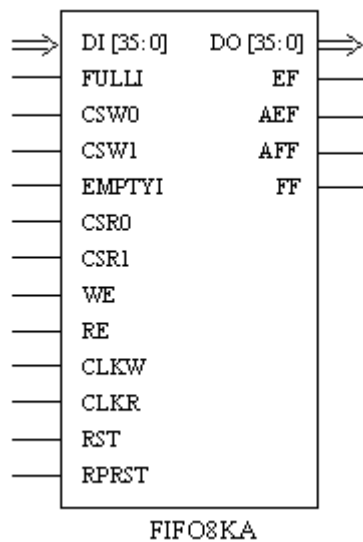 DI [35:0] DO [35:0]
FULLI EF
CSW0 AEF
CSW1 AFF
EMPTYI FF
CSR0
CSR1
WE
RE
CLKW
CLKR
RST
RPRST
FIFO8KA